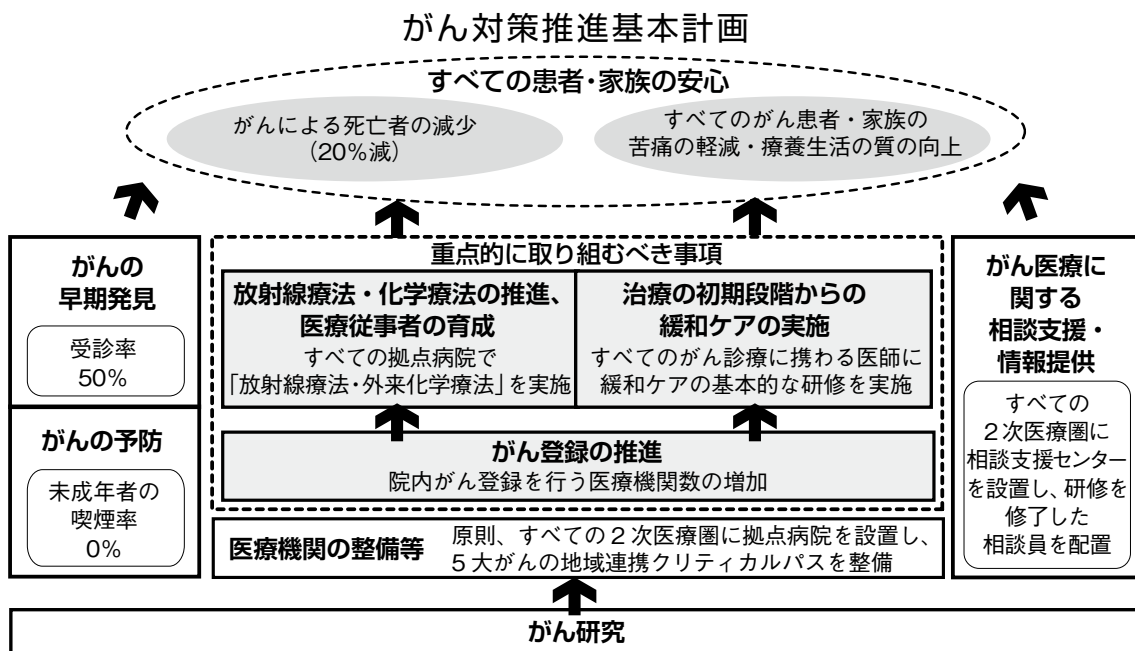 がん対策推進基本計画
すべての患者・家族の安心
がんによる死亡者の減少
（20％減）
すべてのがん患者・家族の
苦痛の軽減・療養生活の質の向上
がんの
早期発見
受診率
50％
がんの予防
未成年者の
喫煙率
0％
重点的に取り組むべき事項
放射線療法・化学療法の推進、
医療従事者の育成
すべての拠点病院で
「放射線療法・外来化学療法」を実施
治療の初期段階からの
緩和ケアの実施
すべてのがん診療に携わる医師に
緩和ケアの基本的な研修を実施
がん登録の推進
院内がん登録を行う医療機関数の増加
医療機関の整備等
原則、すべての２次医療圏に拠点病院を設置し、
５大がんの地域連携クリティカルパスを整備
がん医療に
関する
相談支援・
情報提供
すべての
２次医療圏に
相談支援センター
を設置し、研修を
修了した
相談員を配置
がん研究